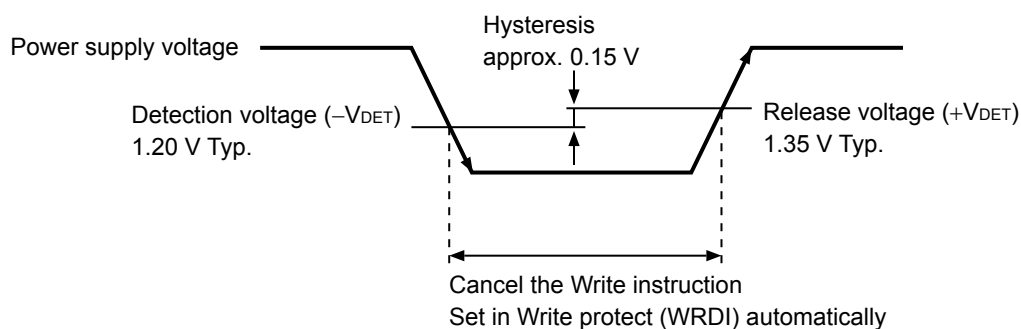 Hysteresis
approx. 0.15 V
Power supply voltage
Detection voltage (−VDET)
1.20 V Typ.
Release voltage (+VDET)
1.35 V Typ.
Cancel the Write instruction
Set in Write protect (WRDI) automatically